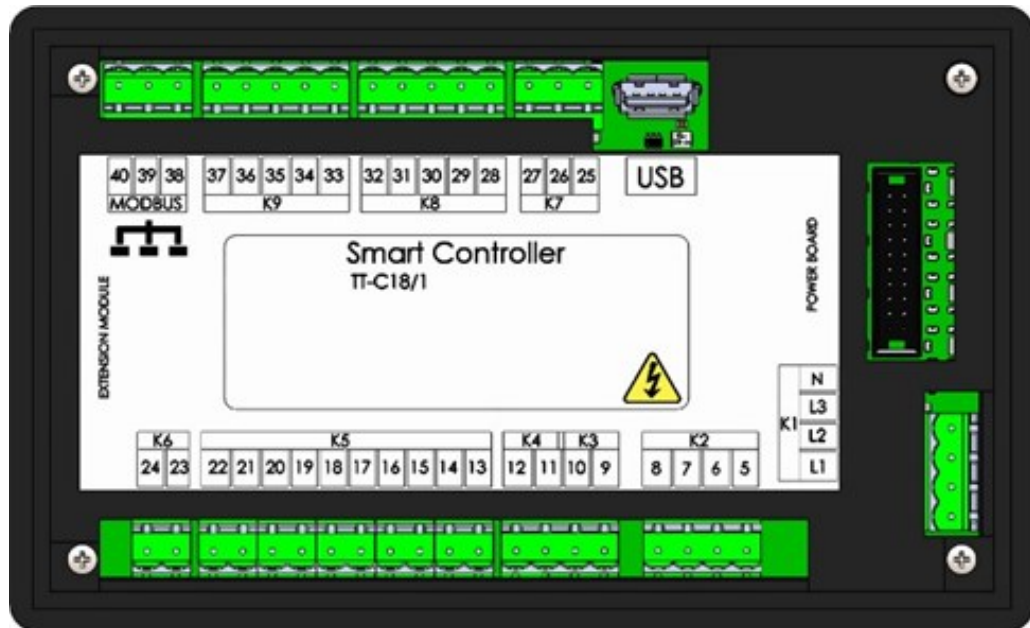 40 39 38 37 36 35 34 33 32 31 30 29 28 27 26 25 USB
MODBUS K9 K8 K7
Smart Controller
TT-C18/1
EXTENSION MODULE
POWER BOARD
K1
N
L3
L2
L1
K6 K5 K4 K3 K2
24 23 22 21 20 19 18 17 16 15 14 13 12 11 10 9 8 7 6 5